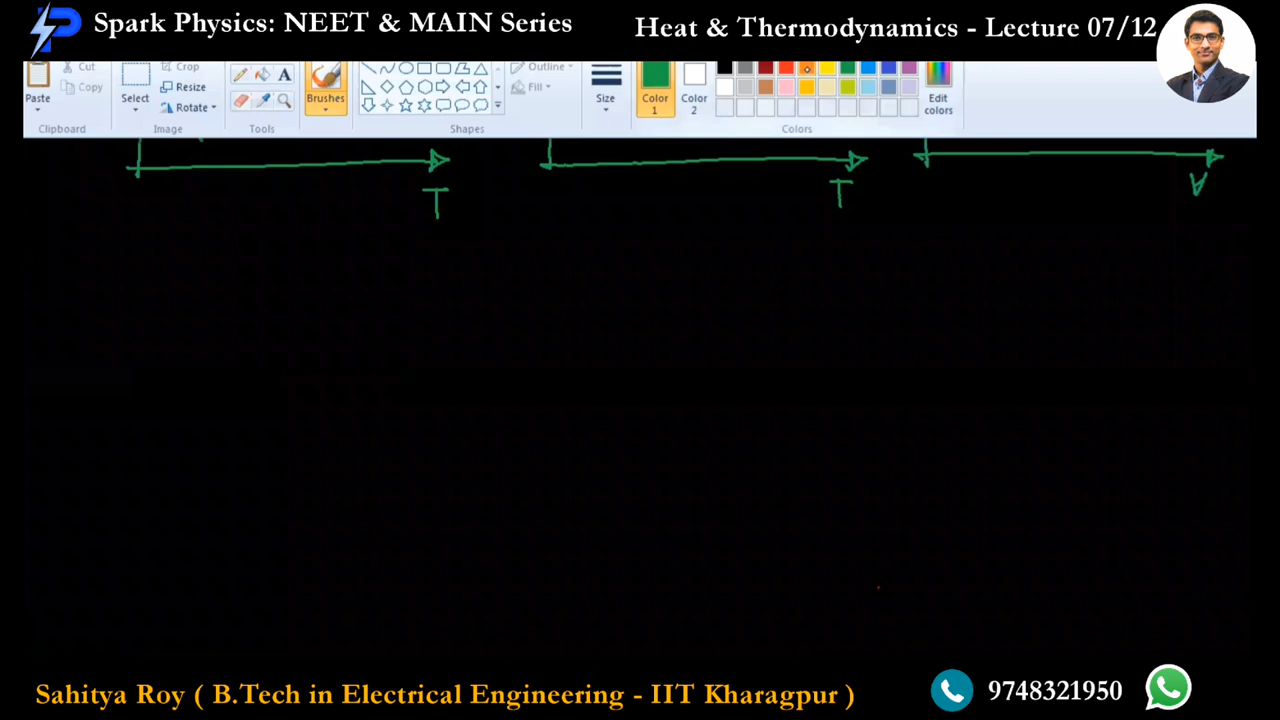 Spark Physics: NEET & MAIN Series
Heat & Thermodynamics - Lecture 07/12
Cut
Copy
Paste
Clipboard
Select
Crop
Resize
Rotate
Image
Tools
Brushes
Shapes
Outline
Fill
Size
Color 1
Color 2
Colors
Edit colors
T
T
V
Sahitya Roy ( B.Tech in Electrical Engineering - IIT Kharagpur )
9748321950